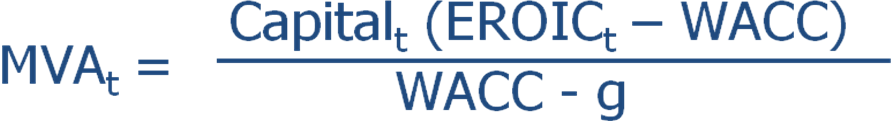 Capitalₜ (EROICₜ – WACC)
MVAₜ =
WACC - g